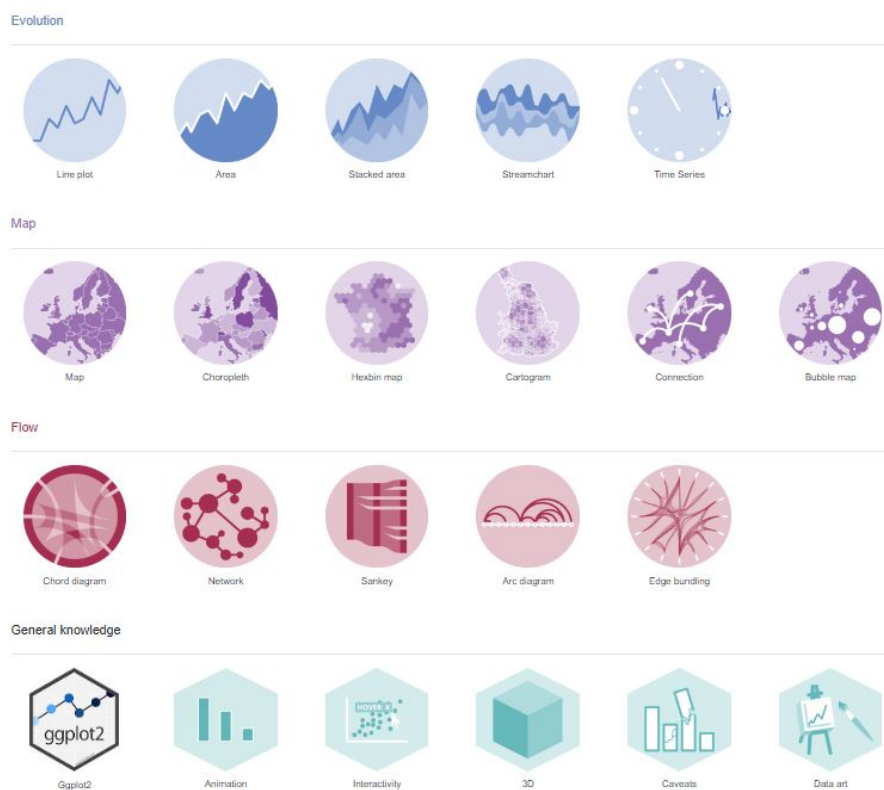 Evolution
Line plot
Area
Stacked area
Streamchart
Time Series
Map
Map
Choropleth
Hexbin map
Cartogram
Connection
Bubble map
Flow
Chord diagram
Network
Sankey
Arc diagram
Edge bundling
General knowledge
ggplot2
HOVER X
Ggplot2
Animation
Interactivity
3D
Caveats
Data art